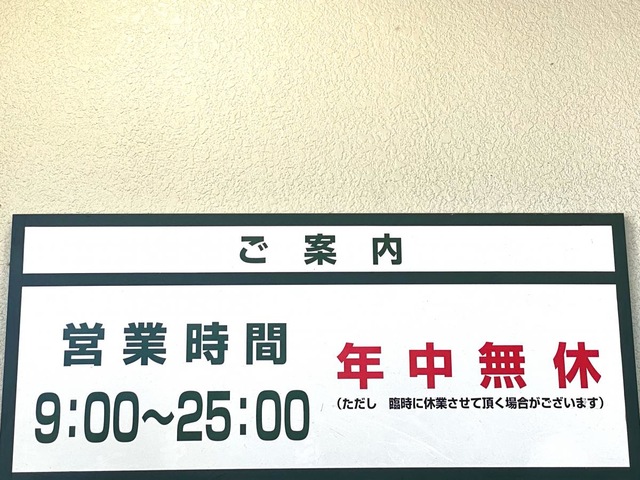 ご案内
営業時間
9:00〜25:00
年中無休
(ただし 臨時に休業させて頂く場合がございます)